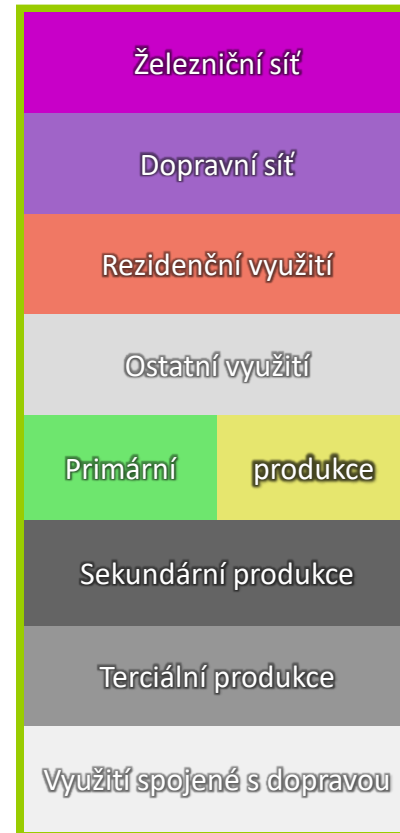 Železniční síť
Dopravní síť
Rezidenční využití
Ostatní využití
Primární produkce
Sekundární produkce
Terciální produkce
Využití spojené s dopravou